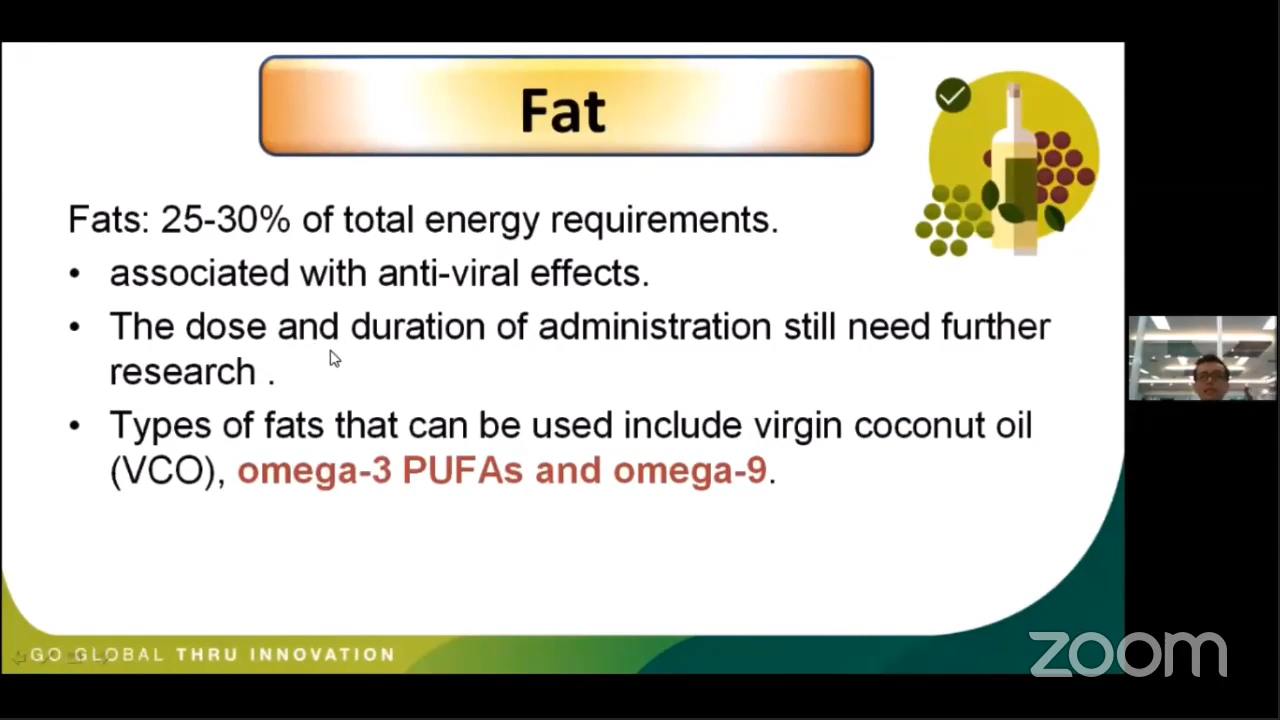 Fat
Fats: 25-30% of total energy requirements.
• associated with anti-viral effects.
• The dose and duration of administration still need further
research .
• Types of fats that can be used include virgin coconut oil
(VCO), omega-3 PUFAs and omega-9.
GO GLOBAL THRU INNOVATION
zoom